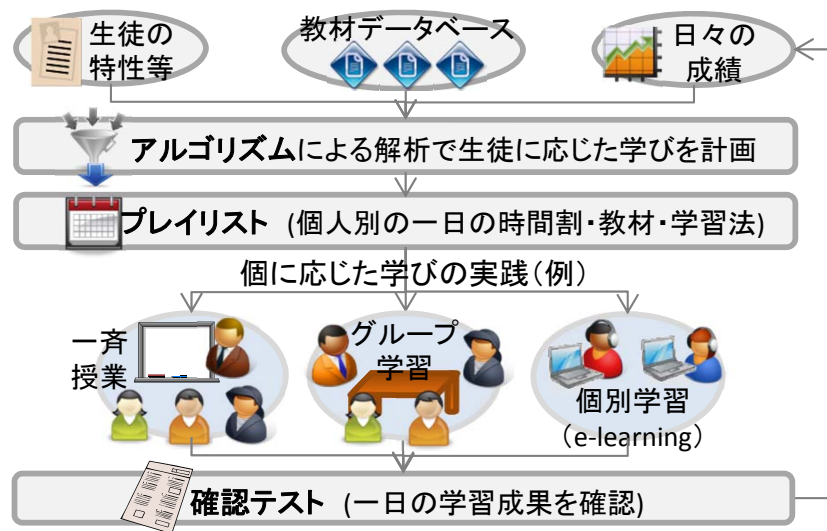 生徒の
特性等
教材データベース
日々の
成績
アルゴリズムによる解析で生徒に応じた学びを計画
プレイリスト (個人別の一日の時間割・教材・学習法)
個に応じた学びの実践(例)
一斉
授業
グループ
学習
個別学習
(e-learning)
確認テスト (一日の学習成果を確認)